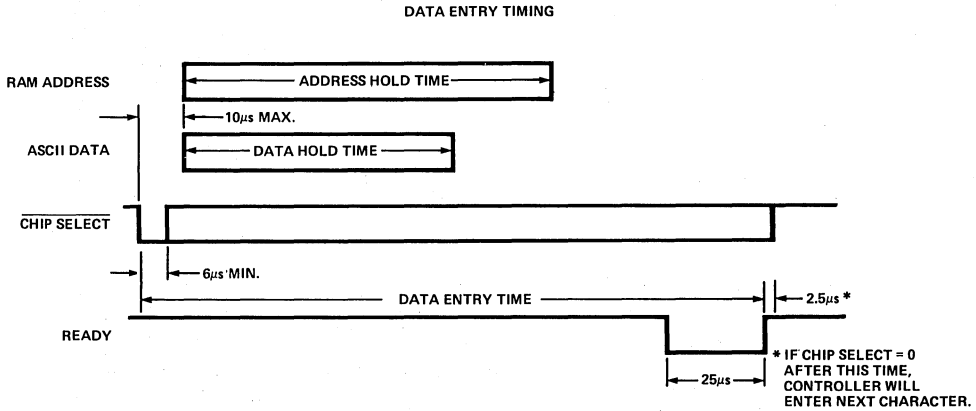 DATA ENTRY TIMING
RAM ADDRESS
ADDRESS HOLD TIME
10μs MAX.
ASCII DATA
DATA HOLD TIME
CHIP SELECT
6μs MIN.
DATA ENTRY TIME
2.5μs *
READY
25μs
* IF CHIP SELECT = 0
AFTER THIS TIME,
CONTROLLER WILL
ENTER NEXT CHARACTER.